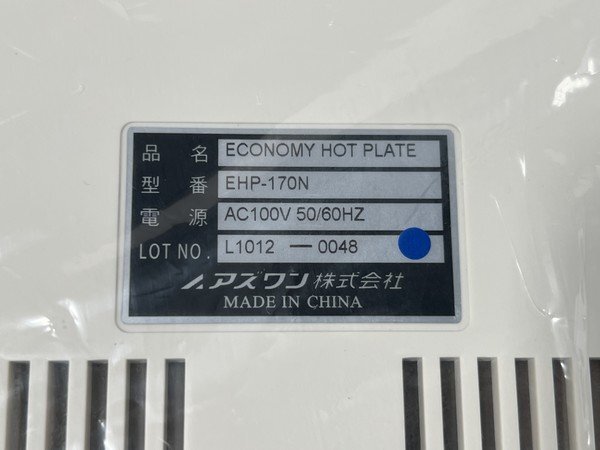 品 名 ECONOMY HOT PLATE
型 番 EHP-170N
電 源 AC100V 50/60HZ
LOT NO. L1012 — 0048
アズワン株式会社
MADE IN CHINA